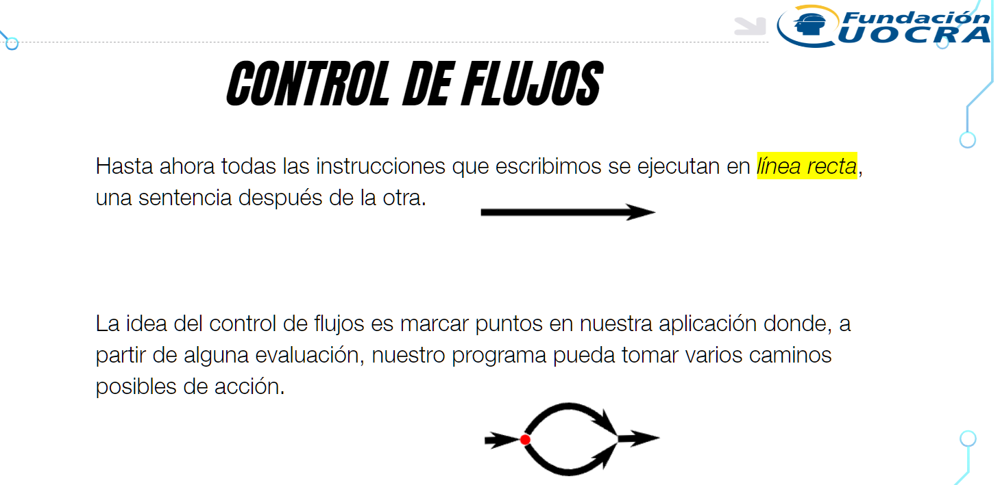 Fundación
UOCRA
CONTROL DE FLUJOS
Hasta ahora todas las instrucciones que escribimos se ejecutan en línea recta,
una sentencia después de la otra.
La idea del control de flujos es marcar puntos en nuestra aplicación donde, a
partir de alguna evaluación, nuestro programa pueda tomar varios caminos
posibles de acción.